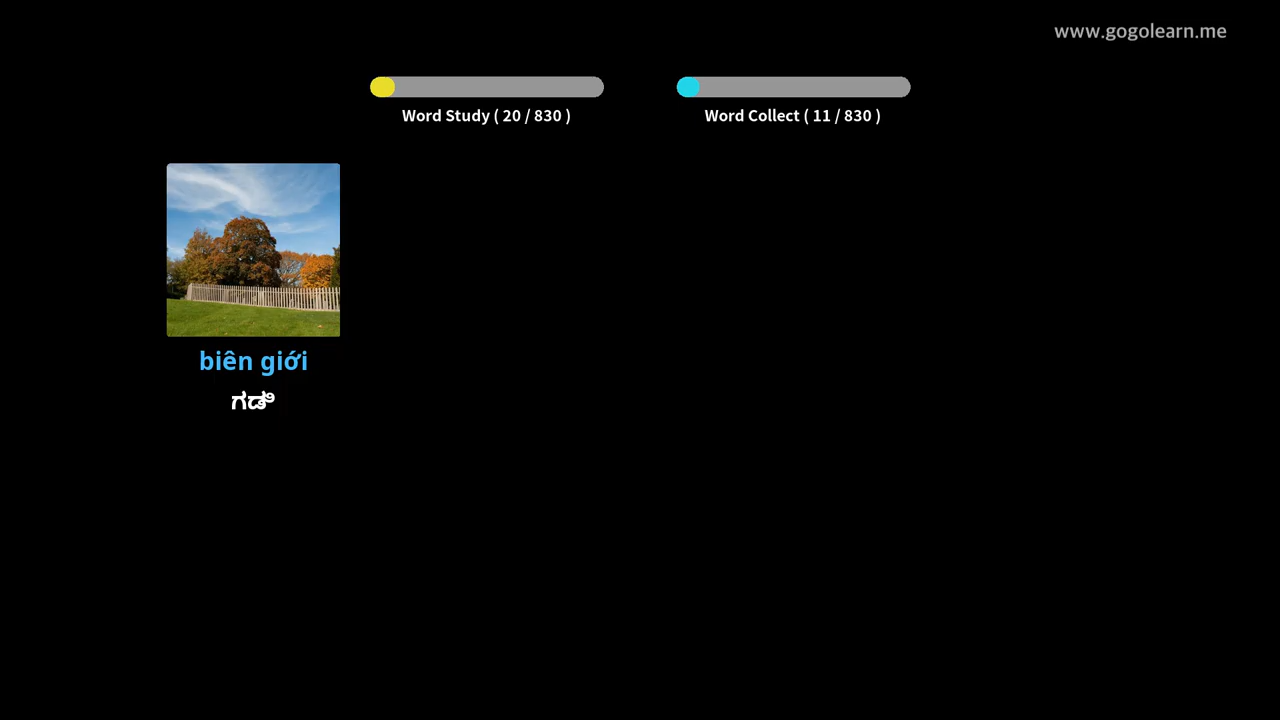 www.gogolearn.me
Word Study ( 20 / 830 )
Word Collect ( 11 / 830 )
biên giới
ಗಡಿ